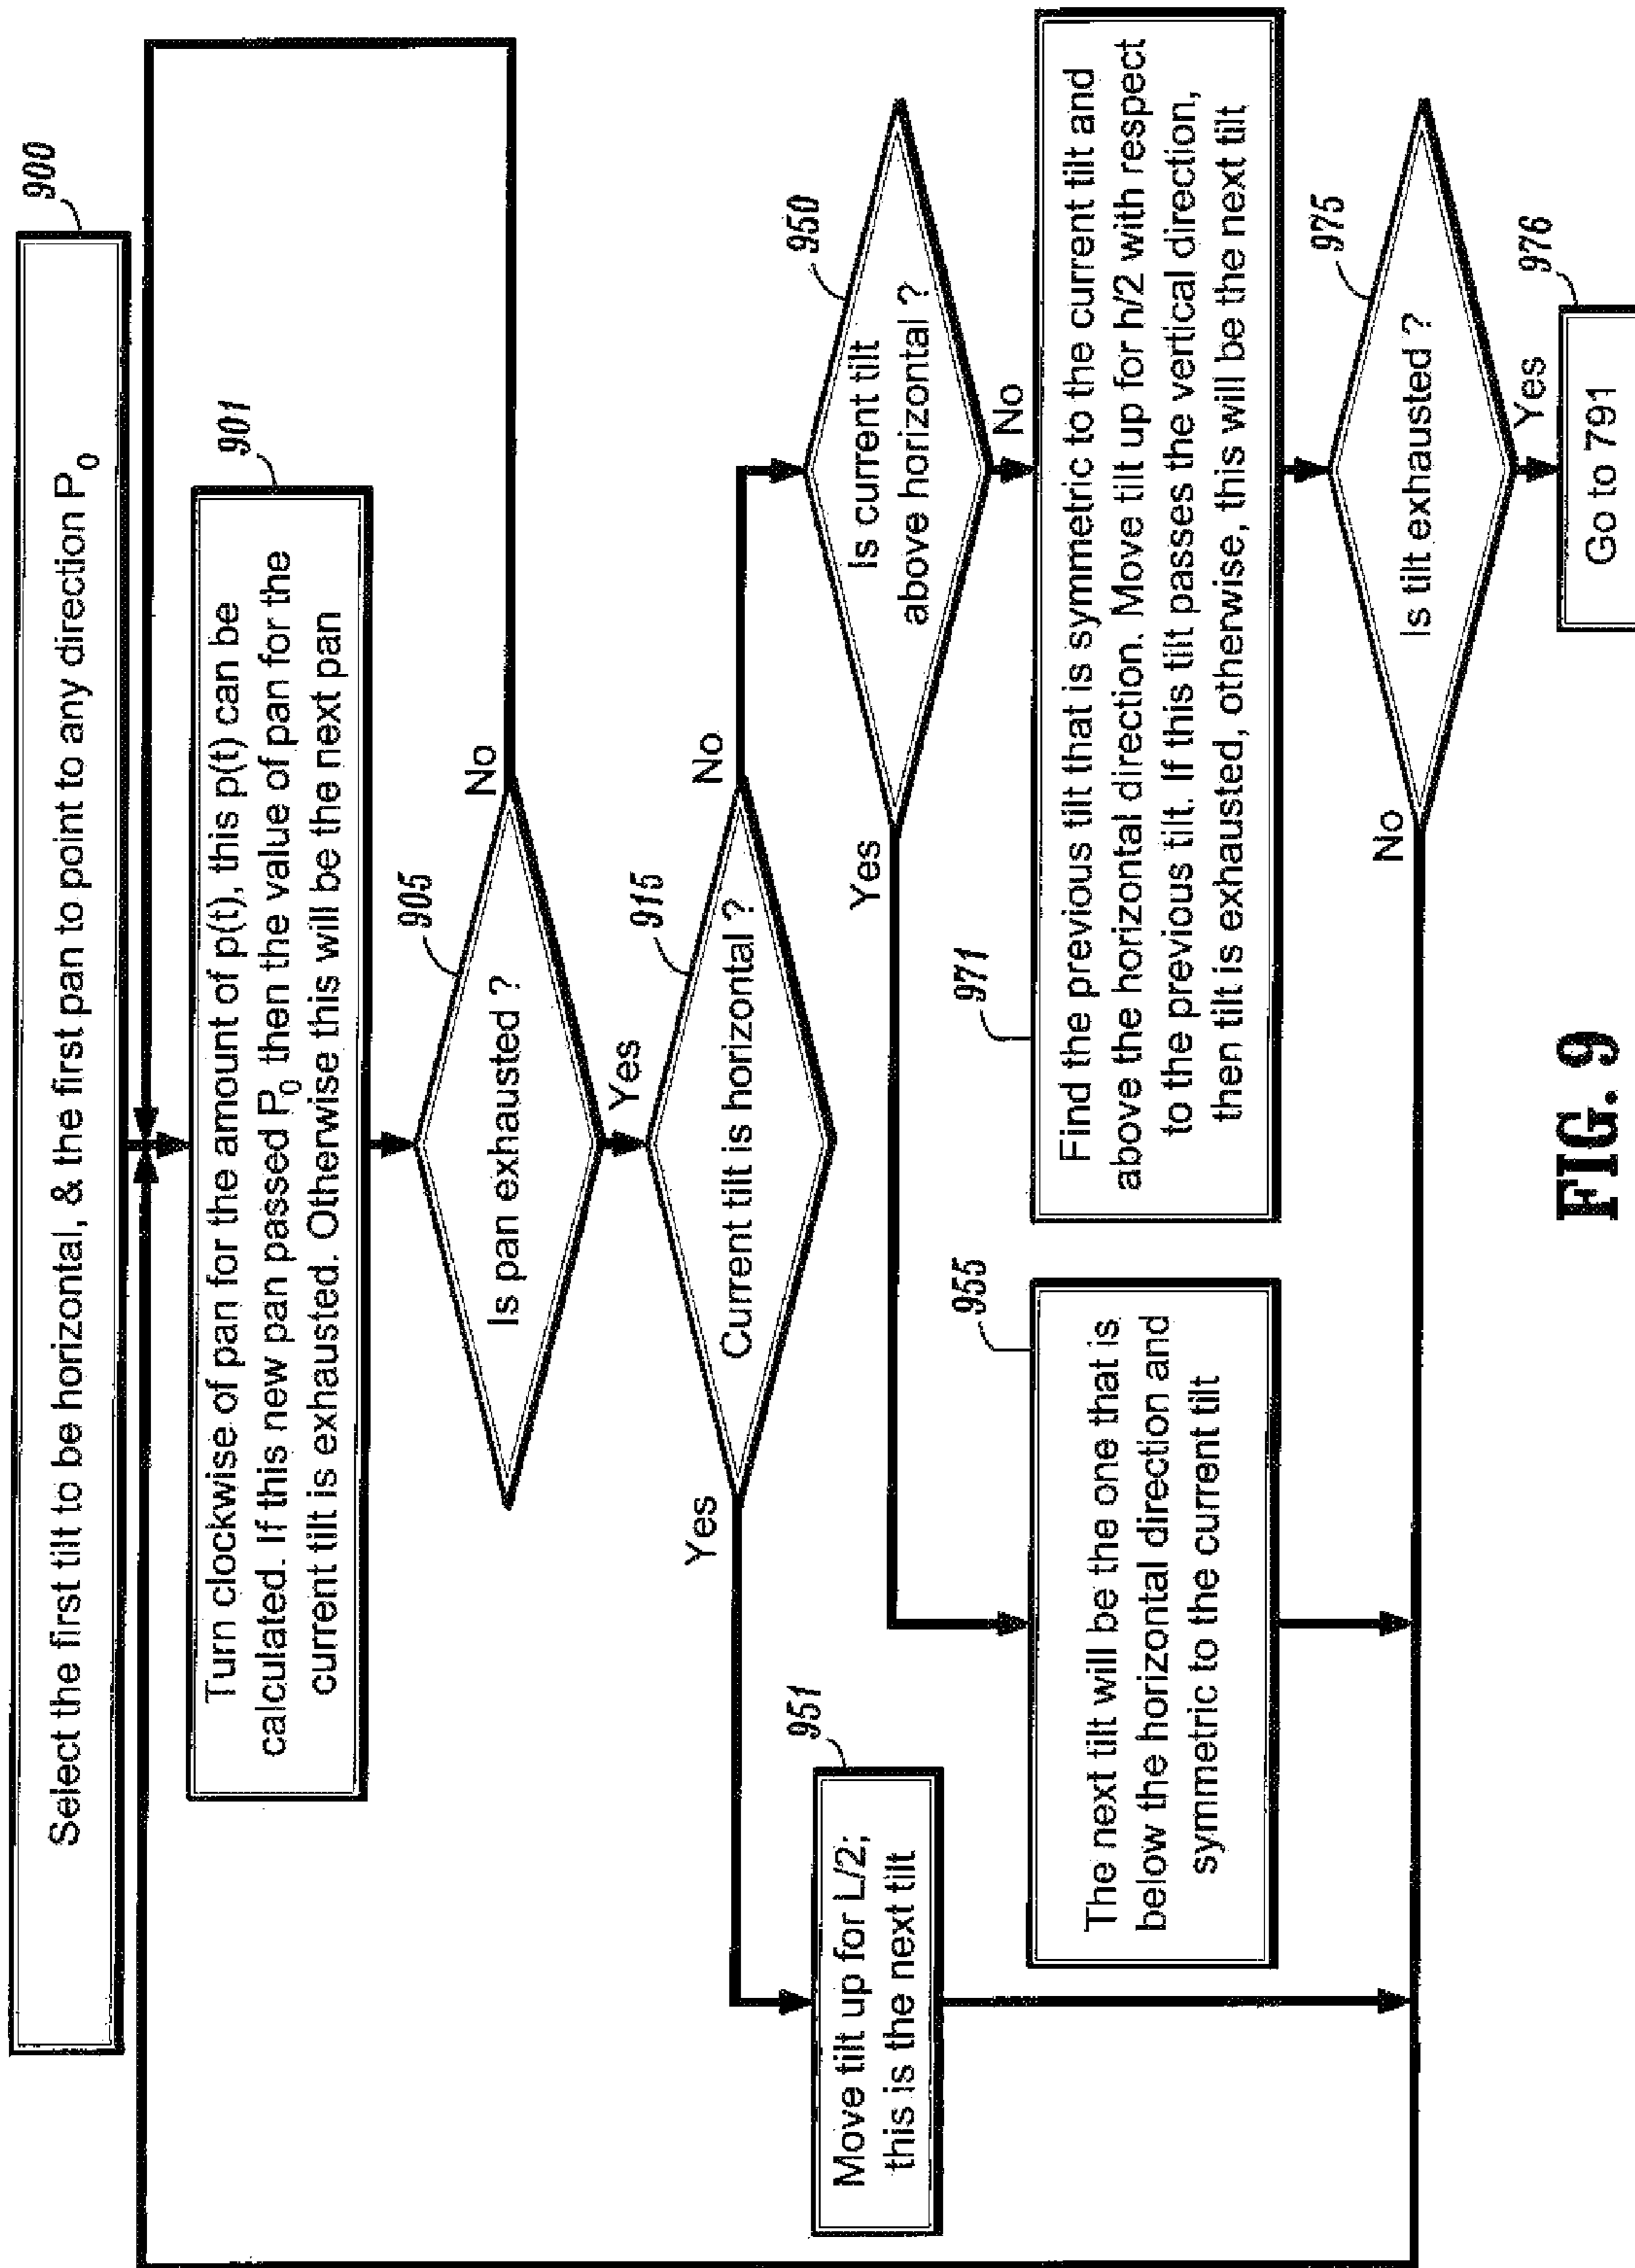 900
Select the first tilt to be horizontal, & the first pan to point to any direction P0
901
Turn clockwise of pan for the amount of p(t), this p(t) can be
calculated. If this new pan passed P0 then the value of pan for the
current tilt is exhausted. Otherwise this will be the next pan
905
Is pan exhausted ?
No
Yes
915
Current tilt is horizontal ?
Yes
No
951
Move tilt up for L/2;
this is the next tilt
950
Is current tilt
above horizontal ?
Yes
No
955
The next tilt will be the one that is
below the horizontal direction and
symmetric to the current tilt
971
Find the previous tilt that is symmetric to the current tilt and
above the horizontal direction. Move tilt up for h/2 with respect
to the previous tilt. If this tilt passes the vertical direction,
then tilt is exhausted, otherwise, this will be the next tilt
975
Is tilt exhausted ?
No
Yes
976
Go to 791
FIG. 9